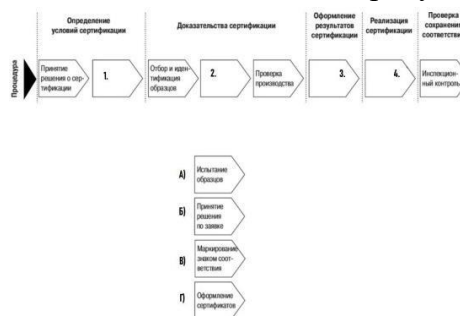 Определение
условий сертификации
Доказательства сертификации
Оформление
результатов
сертификации
Реализация
сертификации
Проверка
сохранения
соответствия
Процедура
Принятие
решения о сер-
тификации
1.
Отбор и иден-
тификация
образцов
2.
Проверка
производства
3.
4.
Инспекцион-
ный контроль
А)
Испытание
образцов
Б)
Принятие
решения
по заявке
В)
Маркирование
знаком соот-
ветствия
Г)
Оформление
сертификатов